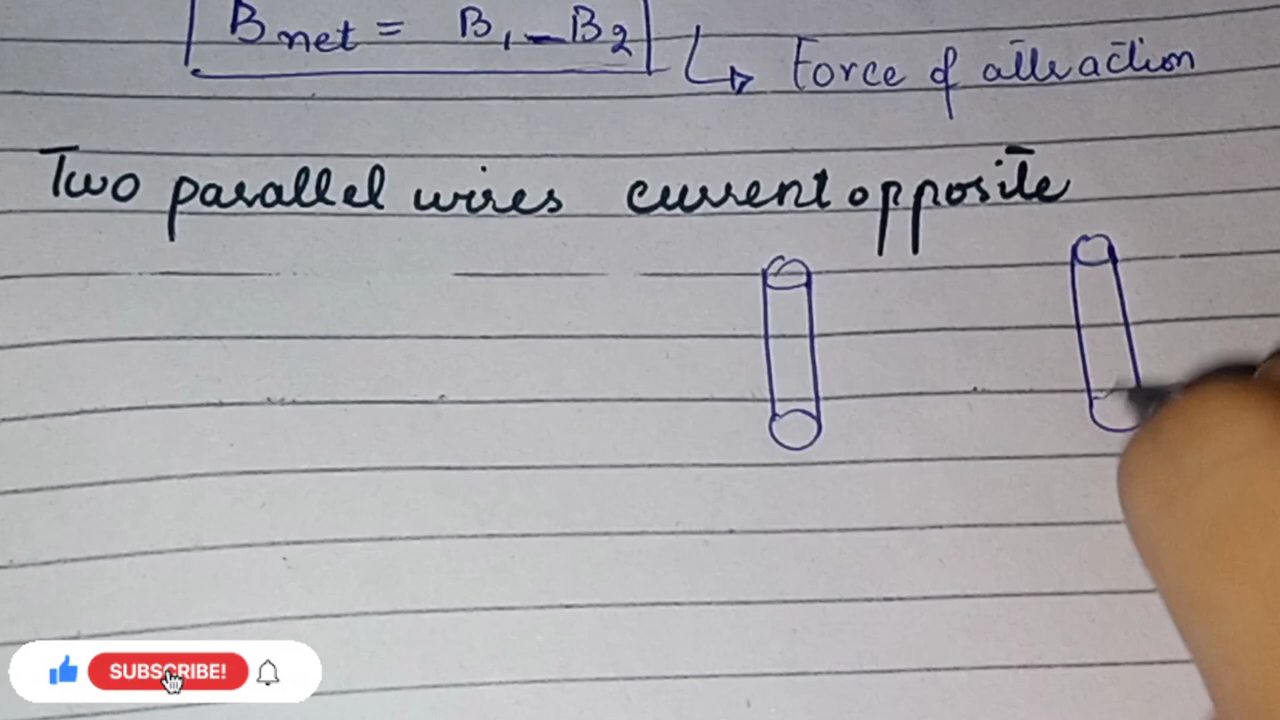 Bnet = B1 - B2
Force of attraction
Two parallel wires current opposite
SUBSCRIBE!